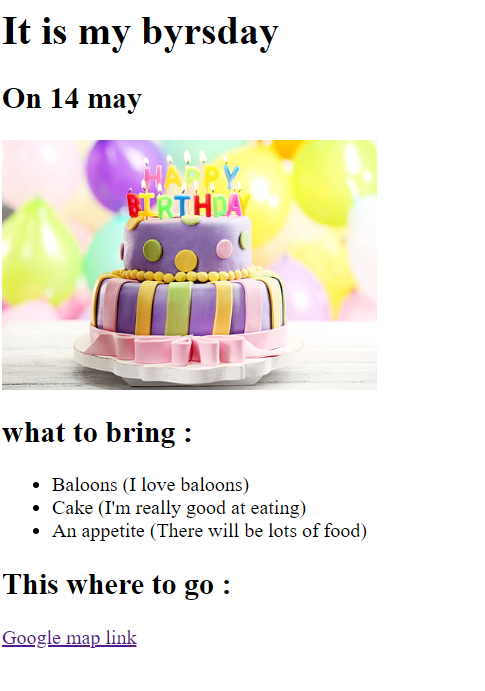 It is my byrsday
On 14 may
HAPPY
BIRTHDAY
what to bring :
Baloons (I love baloons)
Cake (I'm really good at eating)
An appetite (There will be lots of food)
This where to go :
Google map link